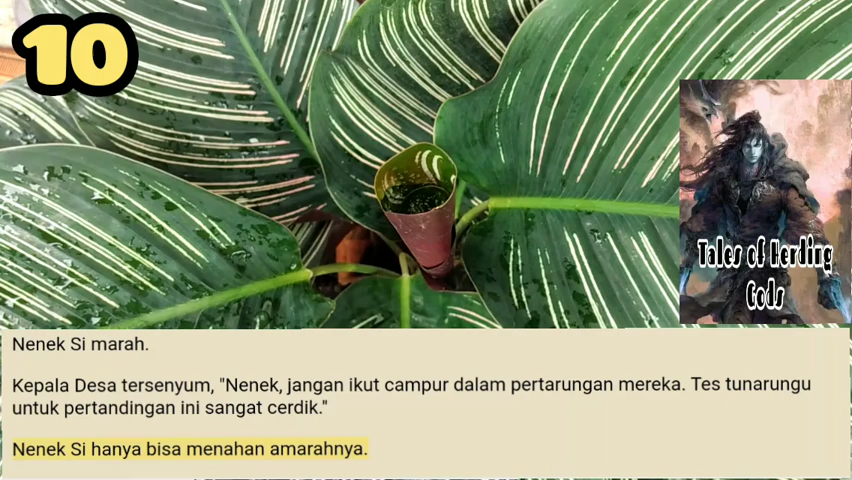 10
Tales of Herding
Gods
Nenek Si marah.
Kepala Desa tersenyum, "Nenek, jangan ikut campur dalam pertarungan mereka. Tes tunarungu
untuk pertandingan ini sangat cerdik."
Nenek Si hanya bisa menahan amarahnya.